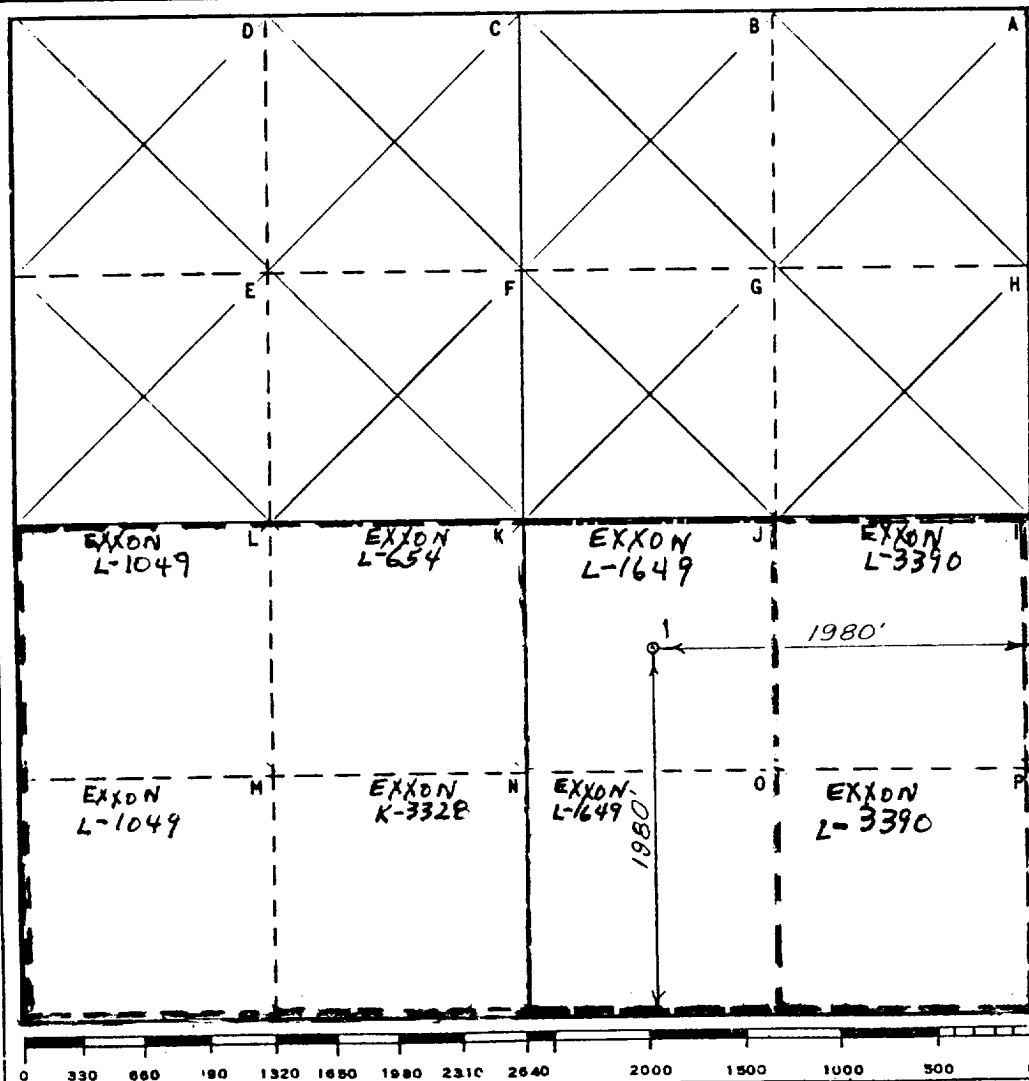 D C B A
E F G H
L K J I
EXXON EXXON EXXON EXXON
L-1049 L-654 L-1649 L-3390
1 1980'
M N O P
EXXON EXXON EXXON EXXON
L-1049 K-3328 L-1649 L-3390
1980'
0 330 660 190 1320 1650 1980 2310 2640 2000 1500 1000 500